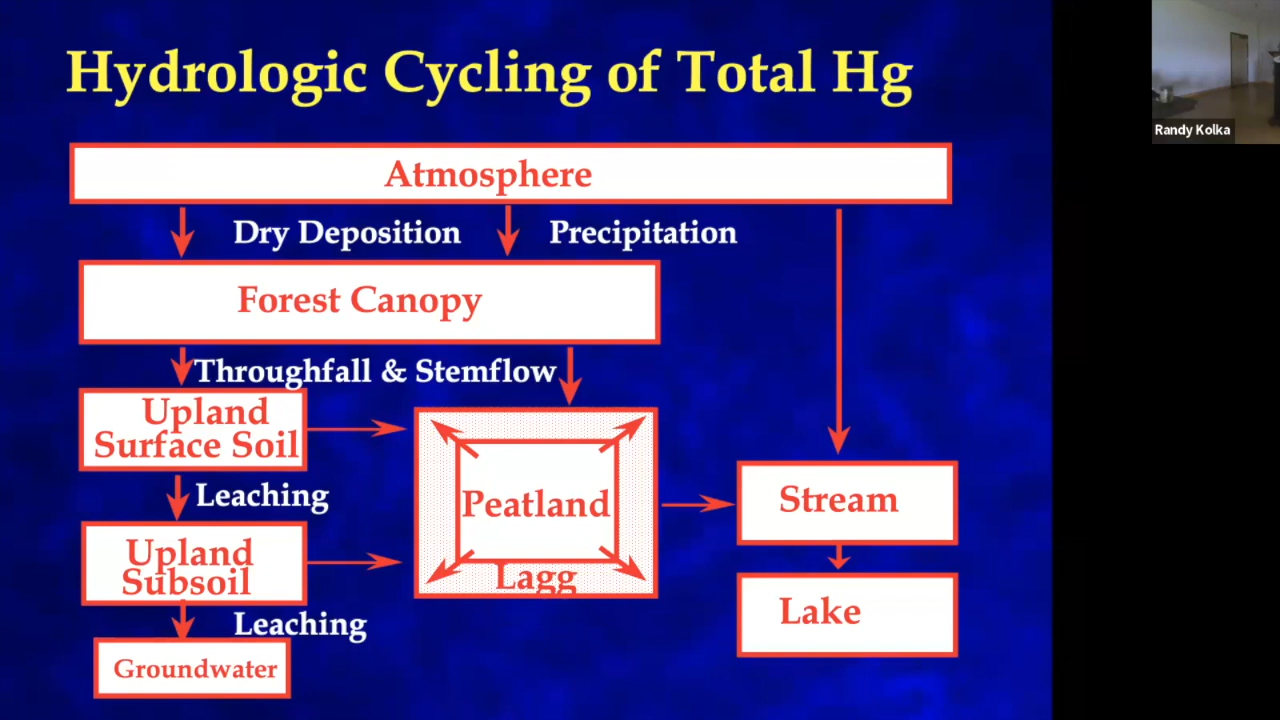 Hydrologic Cycling of Total Hg
Randy Kolka
Atmosphere
Dry Deposition
Precipitation
Forest Canopy
Throughfall & Stemflow
Upland
Surface Soil
Leaching
Upland
Subsoil
Leaching
Groundwater
Peatland
Lagg
Stream
Lake